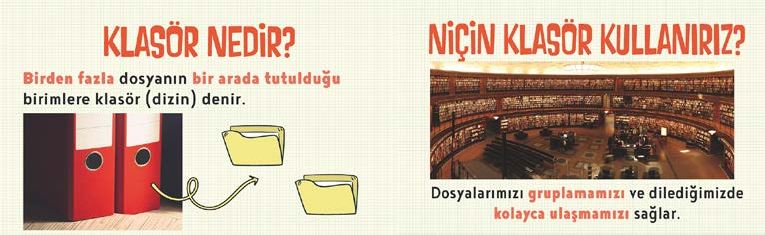 KLASÖR NEDİR?
Birden fazla dosyanın bir arada tutulduğu
birimlere klasör (dizin) denir.
NİÇİN KLASÖR KULLANIRIZ?
Dosyalarımızı gruplamamızı ve dilediğimizde
kolayca ulaşmamızı sağlar.